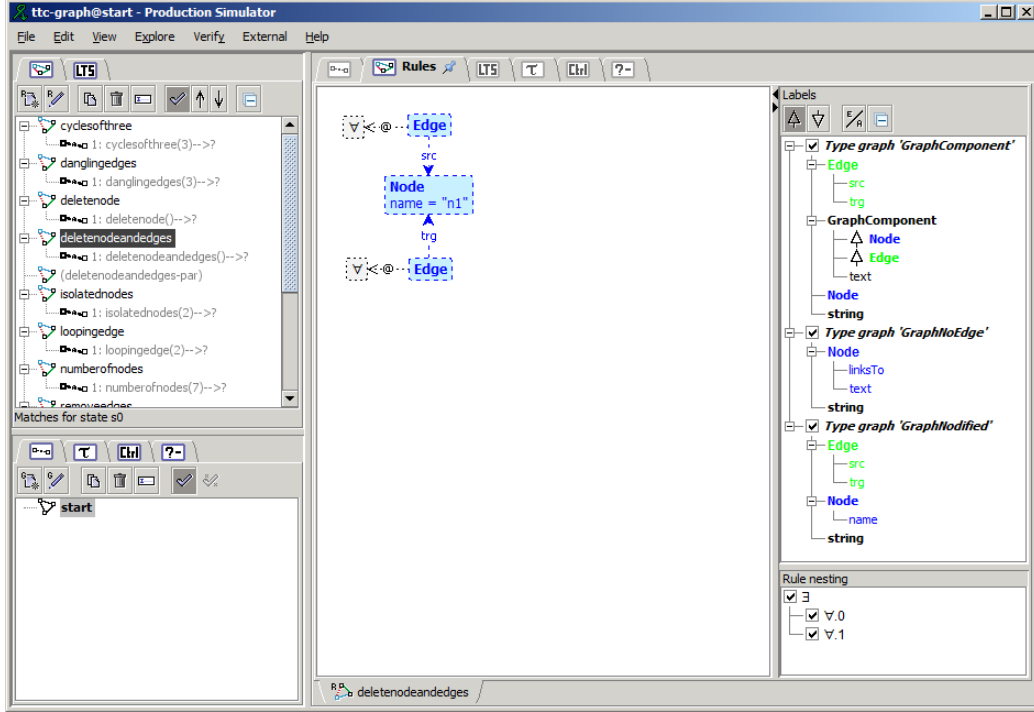 ttc-graph@start - Production Simulator
File Edit View Explore Verify External Help
LTS
cyclesofthree
1: cyclesofthree(3)-->?
danglingedges
1: danglingedges(3)-->?
deletenode
1: deletenode()-->?
deletenodeandedges
1: deletenodeandedges()-->?
(deletenodeandedges-par)
isolatednodes
1: isolatednodes(2)-->?
loopingedge
1: loopingedge(2)-->?
numberofnodes
1: numberofnodes(7)-->?
removeedges
Matches for state s0
τ Ctrl ?-
start
Rules LTS τ Ctrl ?-
∀ @ Edge
src
Node
name = "n1"
trg
∀ @ Edge
deletenodeandedges
Labels
E/A
Type graph 'GraphComponent'
Edge
src
trg
GraphComponent
Node
Edge
text
Node
string
Type graph 'GraphNoEdge'
Node
linksTo
text
string
Type graph 'GraphNodified'
Edge
src
trg
Node
name
string
Rule nesting
∃
∀.0
∀.1